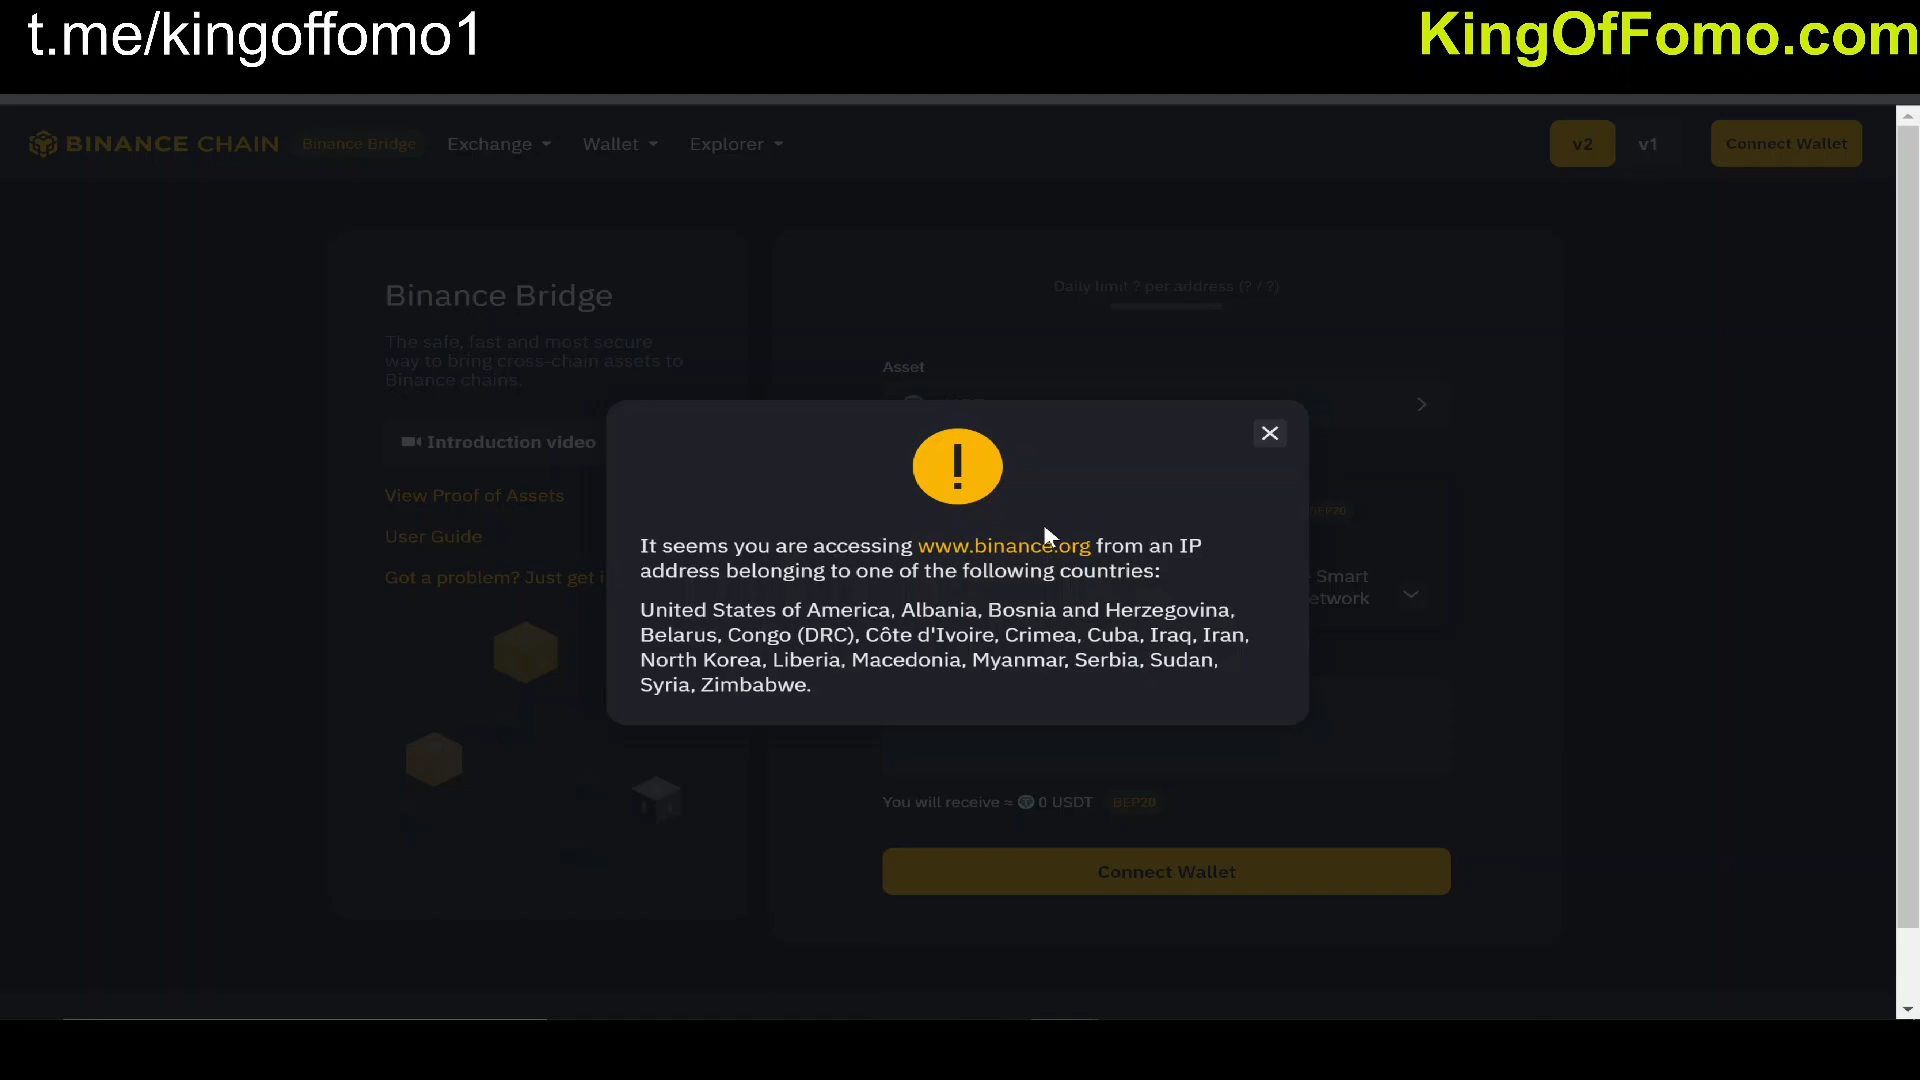 t.me/kingoffomo1
KingOfFomo.com
BINANCE CHAIN
Binance Bridge
Exchange
Wallet
Explorer
v2
v1
Connect Wallet
Binance Bridge
The safe, fast and most secure
way to bring cross-chain assets to
Binance chains.
Introduction video
View Proof of Assets
User Guide
Got a problem? Just get i
Daily limit ? per address (? / ?)
Asset
BEP20
Smart
etwork
!
It seems you are accessing www.binance.org from an IP
address belonging to one of the following countries:
United States of America, Albania, Bosnia and Herzegovina,
Belarus, Congo (DRC), Côte d'Ivoire, Crimea, Cuba, Iraq, Iran,
North Korea, Liberia, Macedonia, Myanmar, Serbia, Sudan,
Syria, Zimbabwe.
You will receive ≈ 0 USDT BEP20
Connect Wallet